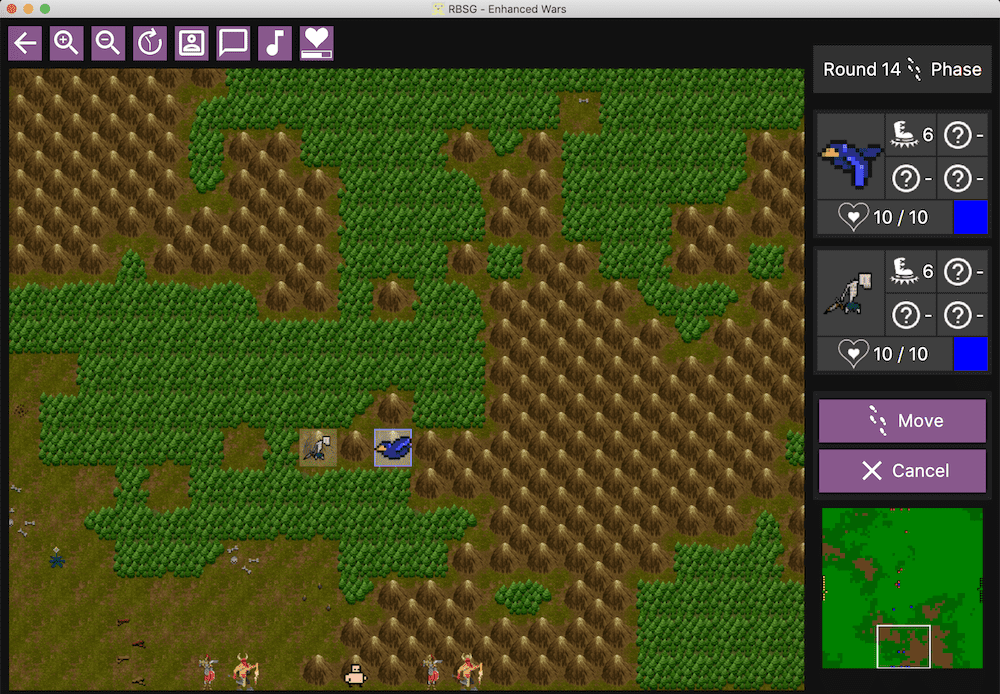 RBSG - Enhanced Wars
Round 14 Phase
6 ? -
? - ? -
10 / 10
6 ? -
? - ? -
10 / 10
Move
Cancel